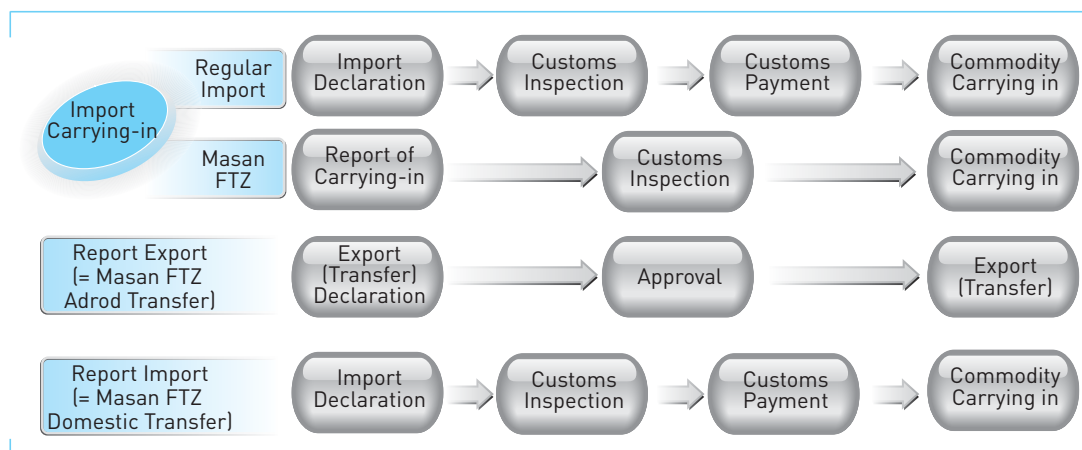 Import
Carrying-in
Regular
Import
Import
Declaration
Customs
Inspection
Customs
Payment
Commodity
Carrying in
Masan
FTZ
Report of
Carrying-in
Customs
Inspection
Commodity
Carrying in
Report Export
(= Masan FTZ
Adrod Transfer)
Export
(Transfer)
Declaration
Approval
Export
(Transfer)
Report Import
(= Masan FTZ
Domestic Transfer)
Import
Declaration
Customs
Inspection
Customs
Payment
Commodity
Carrying in